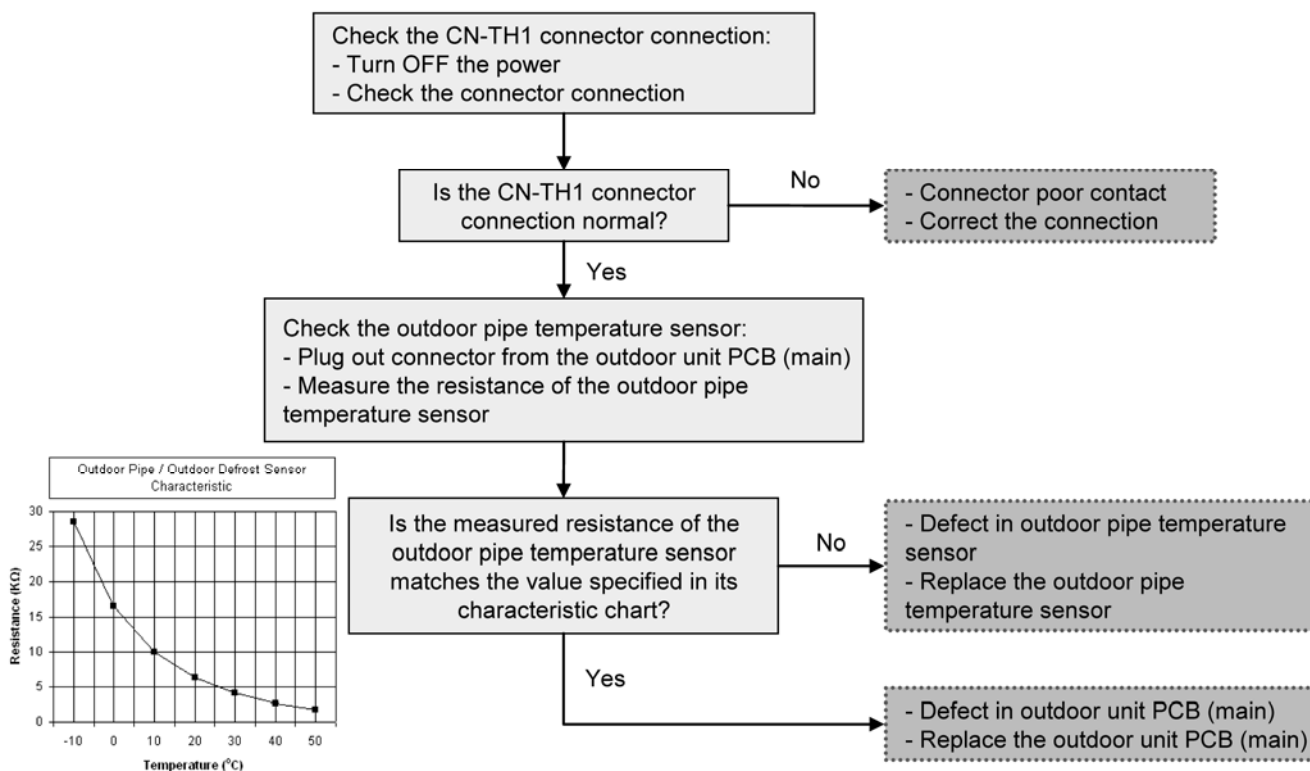 Check the CN-TH1 connector connection:
- Turn OFF the power
- Check the connector connection
Is the CN-TH1 connector
connection normal?
No
- Connector poor contact
- Correct the connection
Yes
Check the outdoor pipe temperature sensor:
- Plug out connector from the outdoor unit PCB (main)
- Measure the resistance of the outdoor pipe
temperature sensor
Outdoor Pipe / Outdoor Defrost Sensor
Characteristic
30
25
20
15
10
5
0
Resistance (KΩ)
-10 0 10 20 30 40 50
Temperature (°C)
Is the measured resistance of the
outdoor pipe temperature sensor
matches the value specified in its
characteristic chart?
No
- Defect in outdoor pipe temperature
sensor
- Replace the outdoor pipe
temperature sensor
Yes
- Defect in outdoor unit PCB (main)
- Replace the outdoor unit PCB (main)